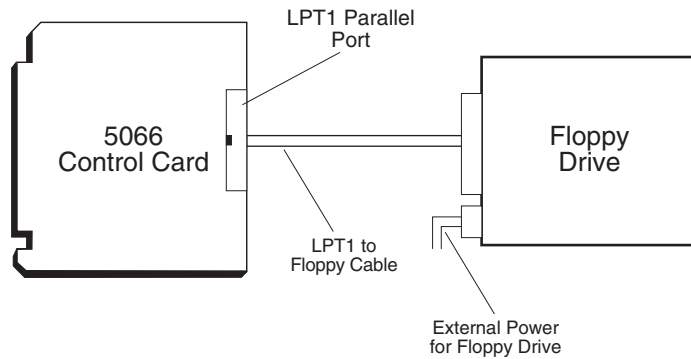 LPT1 Parallel
Port
5066
Control Card
Floppy
Drive
LPT1 to
Floppy Cable
External Power
for Floppy Drive